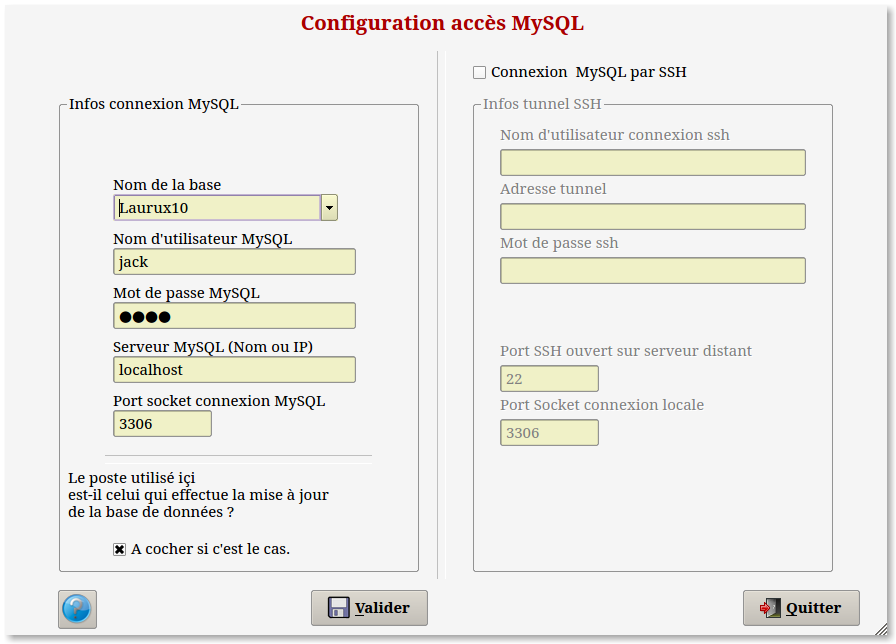 Configuration accès MySQL
Connexion  MySQL par SSH
Infos connexion MySQL
Nom de la base
Laurux10
Nom d'utilisateur MySQL
jack
Mot de passe MySQL
●●●●
Serveur MySQL (Nom ou IP)
localhost
Port socket connexion MySQL
3306
Le poste utilisé içi
est-il celui qui effectue la mise à jour
de la base de données ?
A cocher si c'est le cas.
Infos tunnel SSH
Nom d'utilisateur connexion ssh
Adresse tunnel
Mot de passe ssh
Port SSH ouvert sur serveur distant
22
Port Socket connexion locale
3306
?
Valider
Quitter